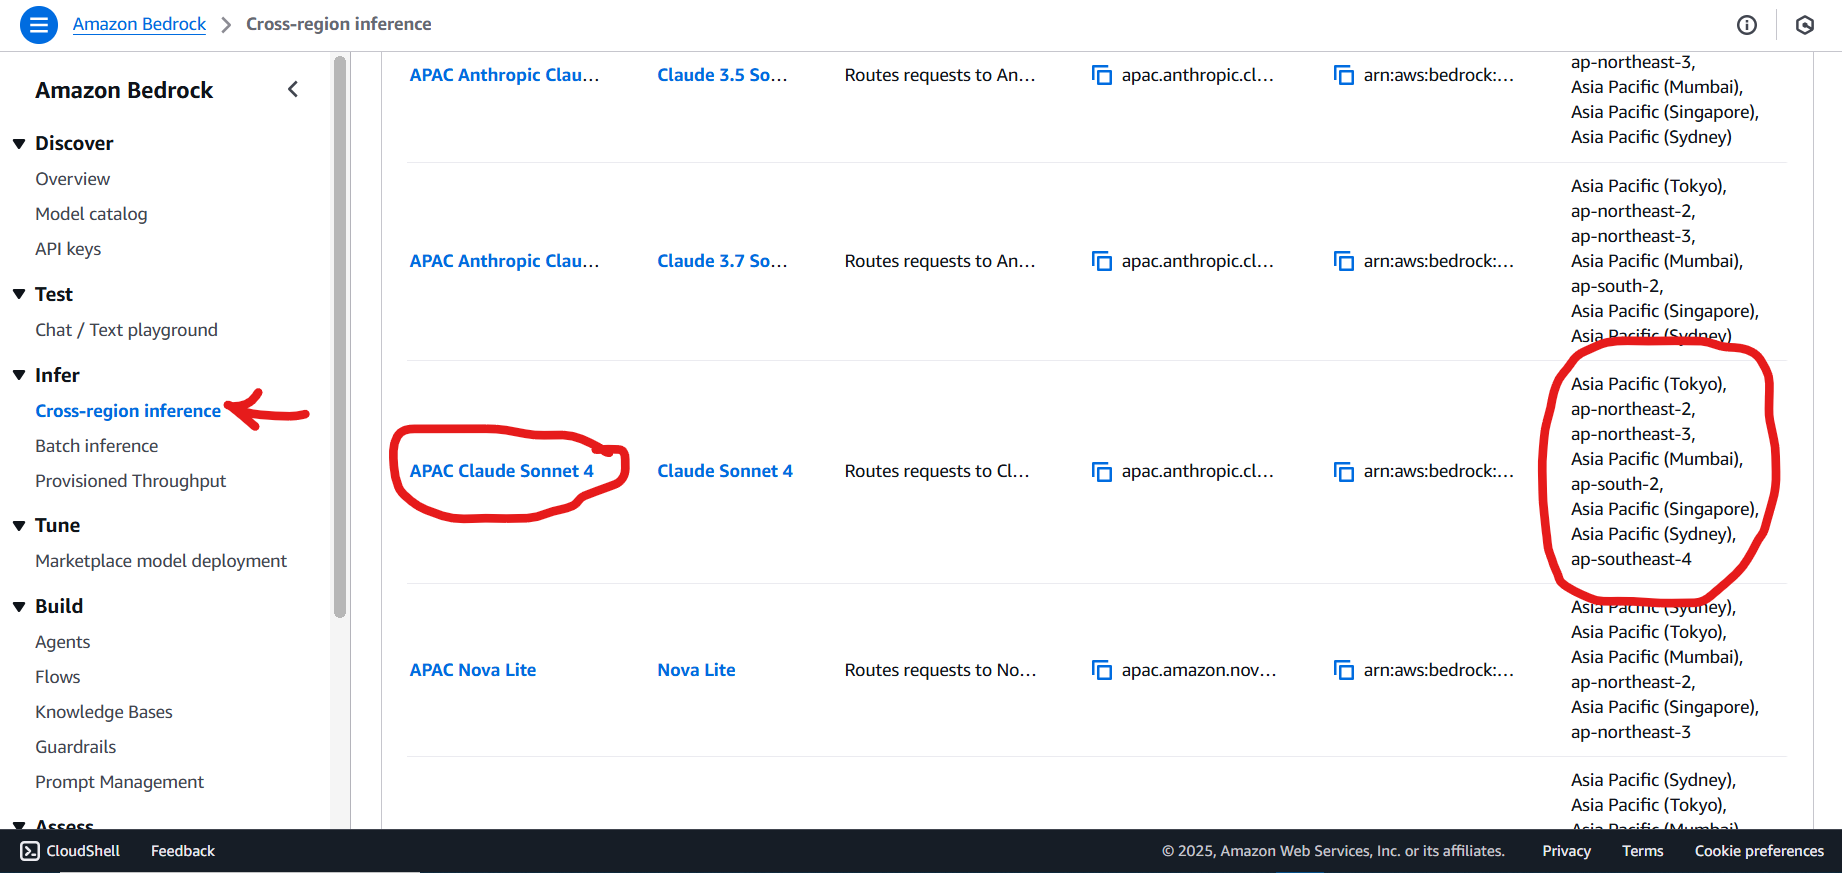 Amazon Bedrock > Cross-region inference
Amazon Bedrock
Discover
Overview
Model catalog
API keys
Test
Chat / Text playground
Infer
Cross-region inference
Batch inference
Provisioned Throughput
Tune
Marketplace model deployment
Build
Agents
Flows
Knowledge Bases
Guardrails
Prompt Management
Assess
APAC Anthropic Clau... Claude 3.5 So... Routes requests to An... apac.anthropic.cl... arn:aws:bedrock:...
ap-northeast-3,
Asia Pacific (Mumbai),
Asia Pacific (Singapore),
Asia Pacific (Sydney)
APAC Anthropic Clau... Claude 3.7 So... Routes requests to An... apac.anthropic.cl... arn:aws:bedrock:...
Asia Pacific (Tokyo),
ap-northeast-2,
ap-northeast-3,
Asia Pacific (Mumbai),
ap-south-2,
Asia Pacific (Singapore),
Asia Pacific (Sydney)
APAC Claude Sonnet 4 Claude Sonnet 4 Routes requests to Cl... apac.anthropic.cl... arn:aws:bedrock:...
Asia Pacific (Tokyo),
ap-northeast-2,
ap-northeast-3,
Asia Pacific (Mumbai),
ap-south-2,
Asia Pacific (Singapore),
Asia Pacific (Sydney),
ap-southeast-4
APAC Nova Lite Nova Lite Routes requests to No... apac.amazon.nov... arn:aws:bedrock:...
Asia Pacific (Sydney),
Asia Pacific (Tokyo),
Asia Pacific (Mumbai),
ap-northeast-2,
Asia Pacific (Singapore),
ap-northeast-3
Asia Pacific (Sydney),
Asia Pacific (Tokyo),
Asia Pacific (Mumbai)
CloudShell Feedback © 2025, Amazon Web Services, Inc. or its affiliates. Privacy Terms Cookie preferences